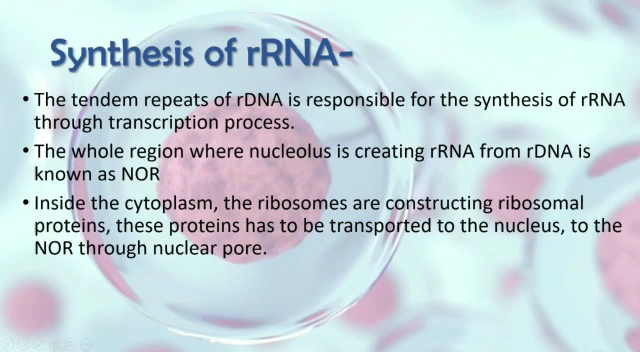 Synthesis of rRNA-
• The tendem repeats of rDNA is responsible for the synthesis of rRNA
through transcription process.
• The whole region where nucleolus is creating rRNA from rDNA is
known as NOR
• Inside the cytoplasm, the ribosomes are constructing ribosomal
proteins, these proteins has to be transported to the nucleus, to the
NOR through nuclear pore.